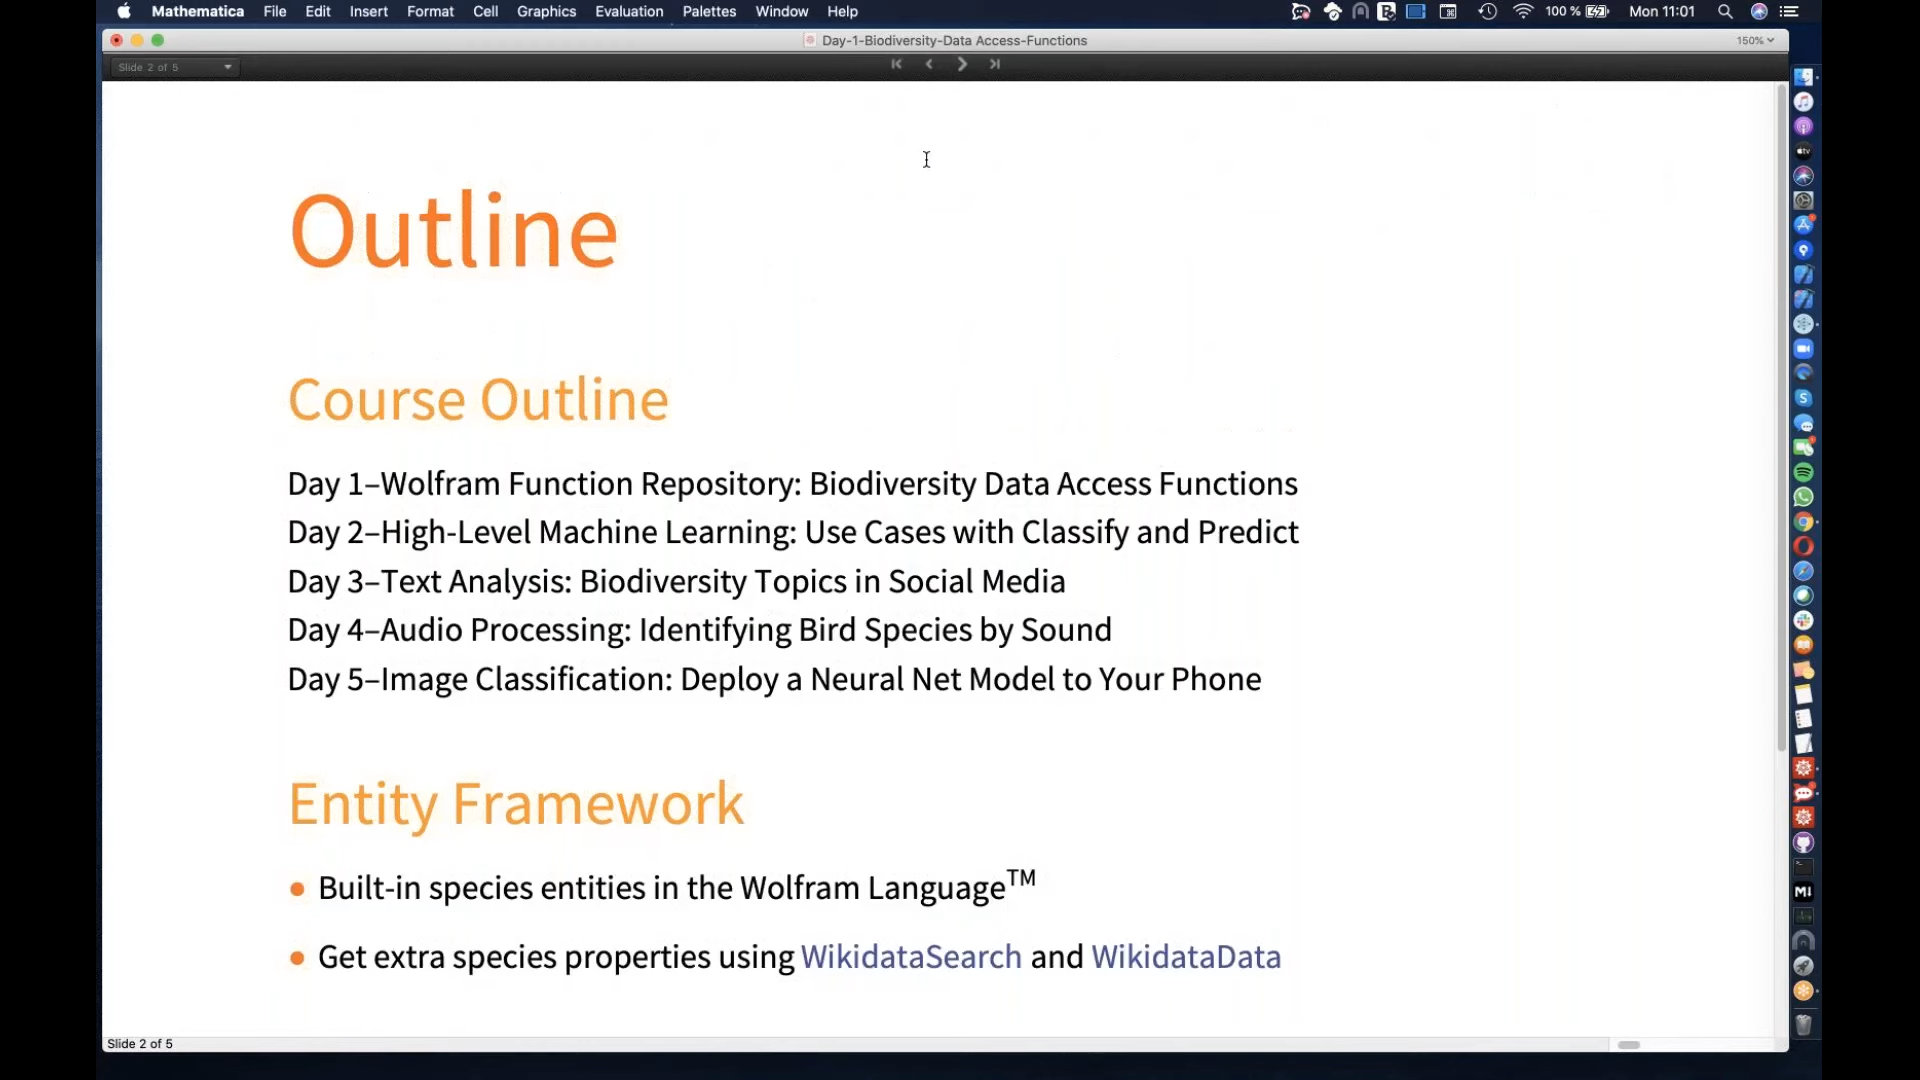 Mathematica File Edit Insert Format Cell Graphics Evaluation Palettes Window Help 100 % Mon 11:01
Day-1-Biodiversity-Data Access-Functions 150%
Slide 2 of 5
Outline
Course Outline
Day 1–Wolfram Function Repository: Biodiversity Data Access Functions
Day 2–High-Level Machine Learning: Use Cases with Classify and Predict
Day 3–Text Analysis: Biodiversity Topics in Social Media
Day 4–Audio Processing: Identifying Bird Species by Sound
Day 5–Image Classification: Deploy a Neural Net Model to Your Phone
Entity Framework
Built-in species entities in the Wolfram Language™
Get extra species properties using WikidataSearch and WikidataData
Slide 2 of 5